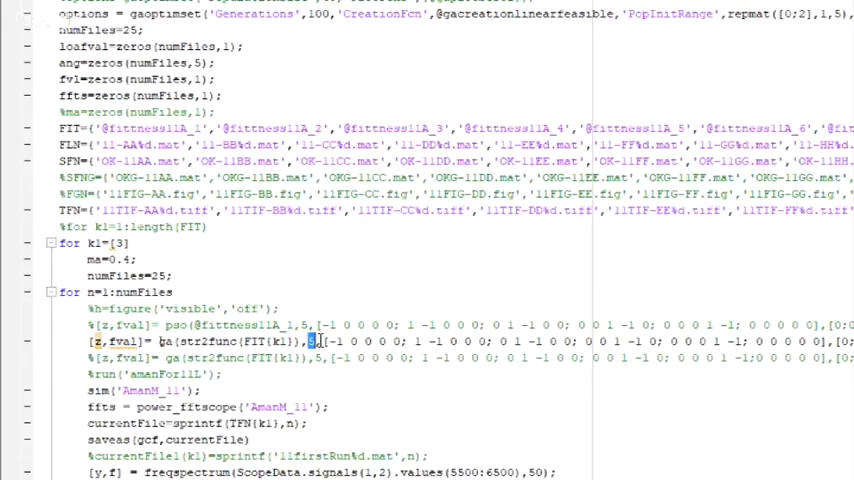 options = gaoptimset('Generations',100,'CreationFcn',@gacreationlinearfeasible,'PopInitRange',repmat([0;2],1,5),
numFiles=25;
loafval=zeros(numFiles,1);
ang=zeros(numFiles,5);
fvl=zeros(numFiles,1);
ffts=zeros(numFiles,1);
%ma=zeros(numFiles,1);
FIT={'@fittness11A_1','@fittness11A_2','@fittness11A_3','@fittness11A_4','@fittness11A_5','@fittness11A_6',
FLN={'11-AA%d.mat','11-BB%d.mat','11-CC%d.mat','11-DD%d.mat','11-EE%d.mat','11-FF%d.mat','11-GG%d.mat','11-HH%
SFN={'OK-11AA.mat','OK-11BB.mat','OK-11CC.mat','OK-11DD.mat','OK-11EE.mat','OK-11FF.mat','OK-11GG.mat','OK-11HH.
%SFNG={'OKG-11AA.mat','OKG-11BB.mat','OKG-11CC.mat','OKG-11DD.mat','OKG-11EE.mat','OKG-11FF.mat','OKG-11GG.mat',
%FGN={'11FIG-AA.fig','11FIG-BB.fig','11FIG-CC.fig','11FIG-DD.fig','11FIG-EE.fig','11FIG-FF.fig','11FIG-GG.fig',
TFN={'11TIF-AA%d.tiff','11TIF-BB%d.tiff','11TIF-CC%d.tiff','11TIF-DD%d.tiff','11TIF-EE%d.tiff','11TIF-FF%d.tiff',
%for k1=1:length(FIT)
for k1=[3]
ma=0.4;
numFiles=25;
for n=1:numFiles
%h=figure('visible','off');
%[z,fval]= pso(@fittness11A_1,5,[-1 0 0 0 0; 1 -1 0 0 0; 0 1 -1 0 0; 0 0 1 -1 0; 0 0 0 1 -1; 0 0 0 0 0],[0;0
[z,fval]= ga(str2func(FIT{k1}),5,[-1 0 0 0 0; 1 -1 0 0 0; 0 1 -1 0 0; 0 0 1 -1 0; 0 0 0 1 -1; 0 0 0 0 0],[0;
%[z,fval]= ga(str2func(FIT{k1}),5,[-1 0 0 0 0; 1 -1 0 0 0; 0 1 -1 0 0; 0 0 1 -1 0; 0 0 0 1 -1;0 0 0 0 0],[0
%run('amanFor11L');
sim('AmanM_11');
ffts = power_fftscope('AmanM_11');
currentFile=sprintf(TFN{k1},n);
saveas(gcf,currentFile)
%currentFile1(k1)=sprintf('11firstRun%d.mat',n);
[y,f] = freqspectrum(ScopeData.signals(1,2).values(5500:6500),50);